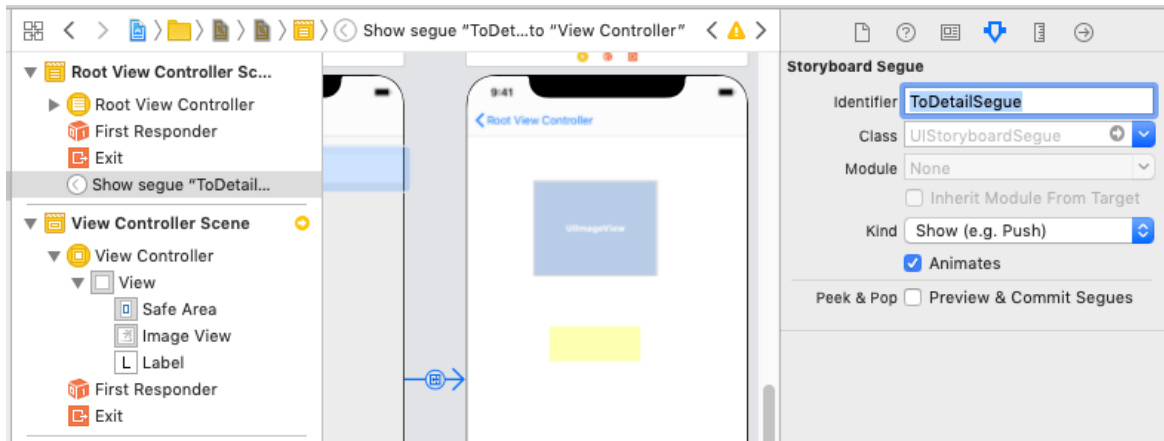 Show segue “ToDet...to “View Controller”
Root View Controller Sc...
Root View Controller
First Responder
Exit
Show segue “ToDetail...
View Controller Scene
View Controller
View
Safe Area
Image View
L Label
First Responder
Exit
9:41
Root View Controller
UIImageView
Storyboard Segue
Identifier ToDetailSegue
Class UIStoryboardSegue
Module None
Inherit Module From Target
Kind Show (e.g. Push)
Animates
Peek & Pop Preview & Commit Segues